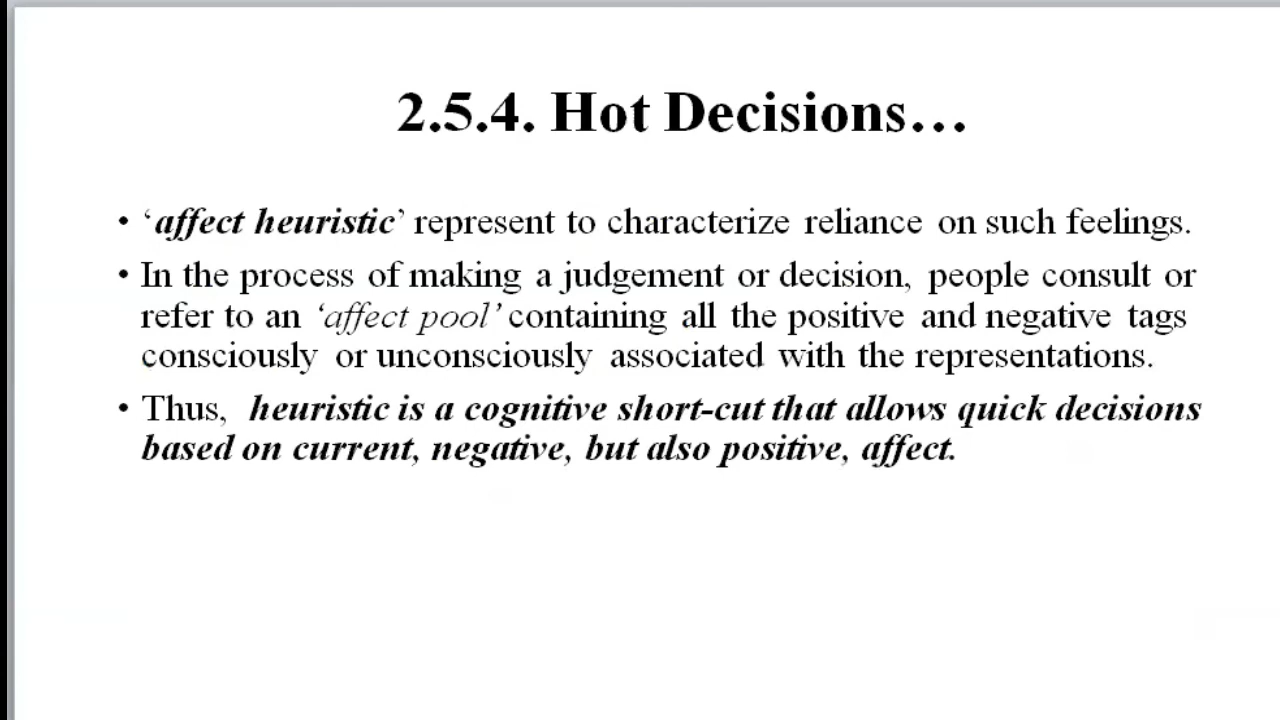 2.5.4. Hot Decisions…
• ‘affect heuristic’ represent to characterize reliance on such feelings.
• In the process of making a judgement or decision, people consult or
refer to an ‘affect pool’ containing all the positive and negative tags
consciously or unconsciously associated with the representations.
• Thus, heuristic is a cognitive short-cut that allows quick decisions
based on current, negative, but also positive, affect.